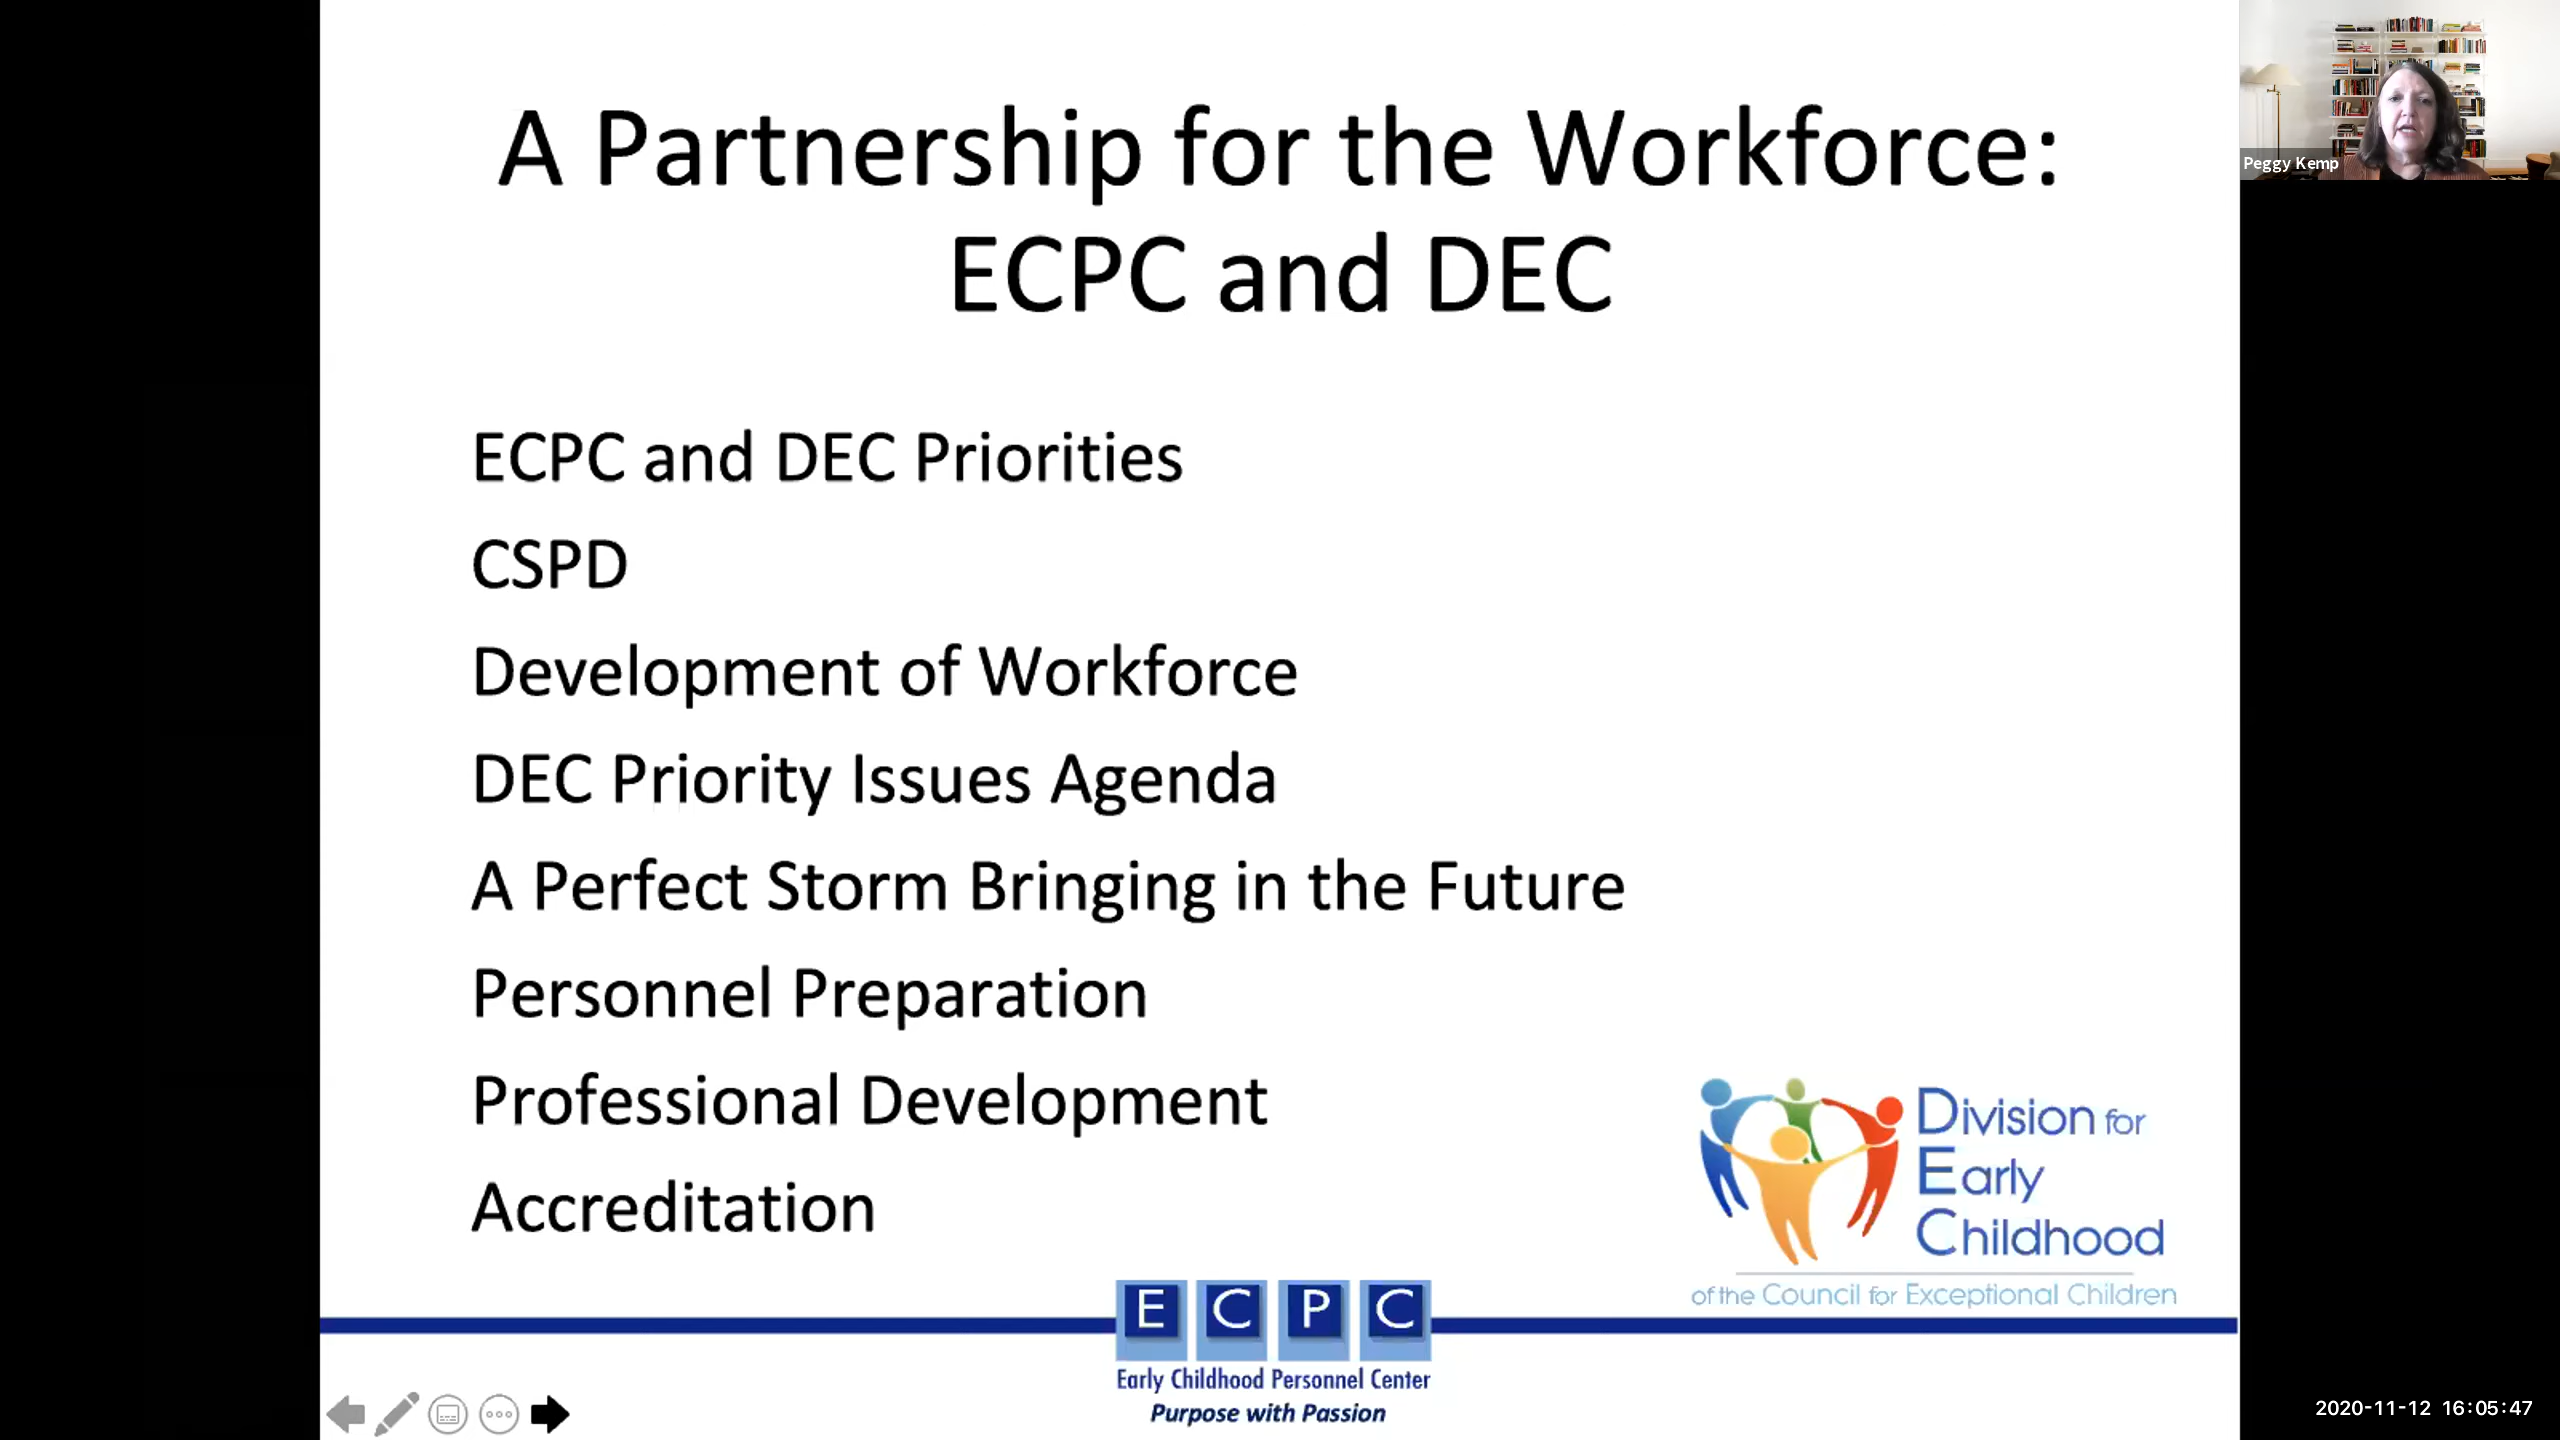 A Partnership for the Workforce:
ECPC and DEC
Peggy Kemp
ECPC and DEC Priorities
CSPD
Development of Workforce
DEC Priority Issues Agenda
A Perfect Storm Bringing in the Future
Personnel Preparation
Professional Development
Accreditation
Division for
Early
Childhood
of the Council for Exceptional Children
E C P C
Early Childhood Personnel Center
Purpose with Passion
2020-11-12 16:05:47